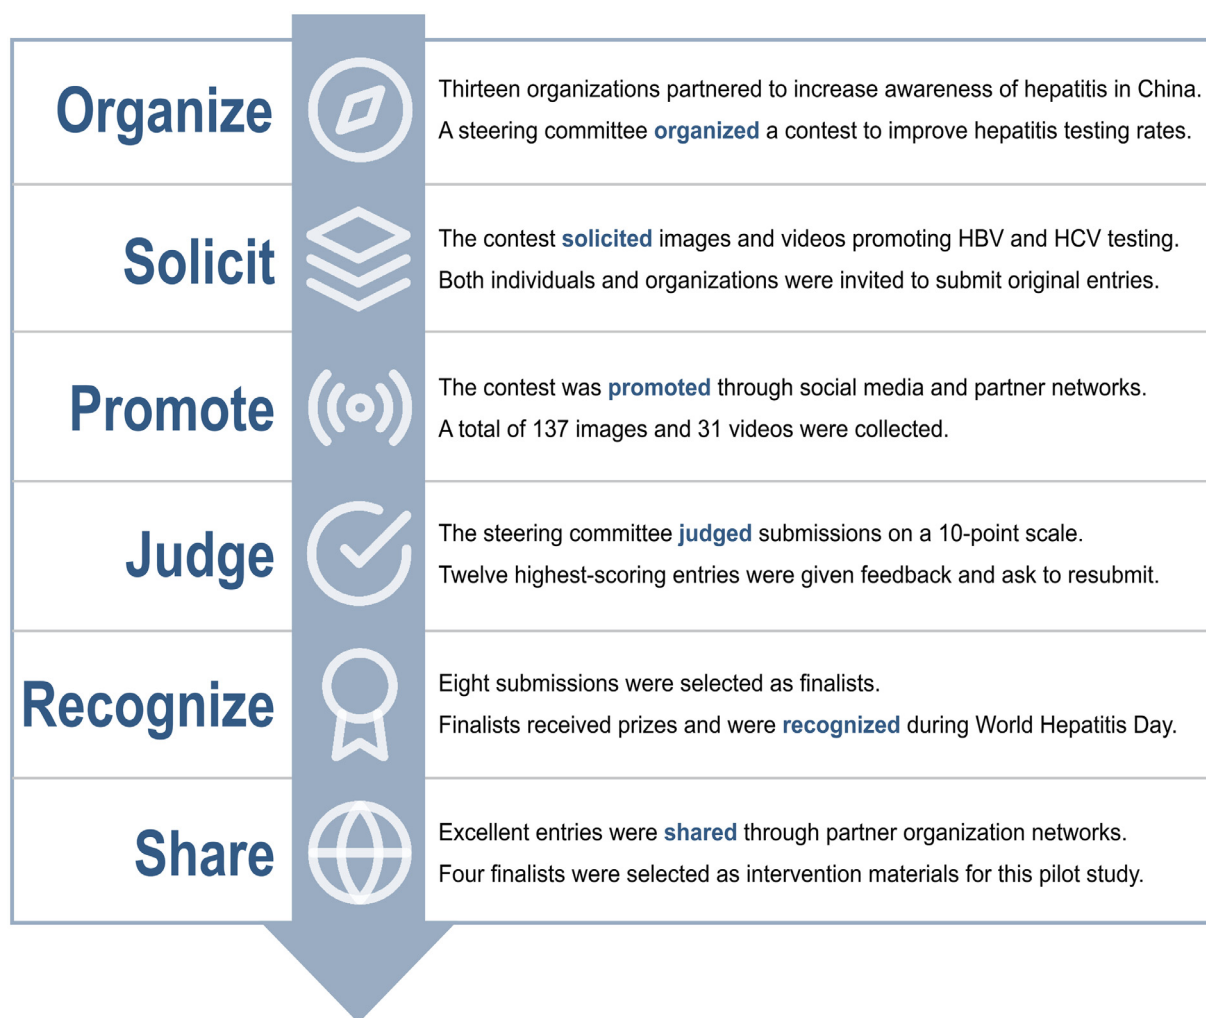 Organize
Thirteen organizations partnered to increase awareness of hepatitis in China.
A steering committee organized a contest to improve hepatitis testing rates.
Solicit
The contest solicited images and videos promoting HBV and HCV testing.
Both individuals and organizations were invited to submit original entries.
Promote
The contest was promoted through social media and partner networks.
A total of 137 images and 31 videos were collected.
Judge
The steering committee judged submissions on a 10-point scale.
Twelve highest-scoring entries were given feedback and ask to resubmit.
Recognize
Eight submissions were selected as finalists.
Finalists received prizes and were recognized during World Hepatitis Day.
Share
Excellent entries were shared through partner organization networks.
Four finalists were selected as intervention materials for this pilot study.